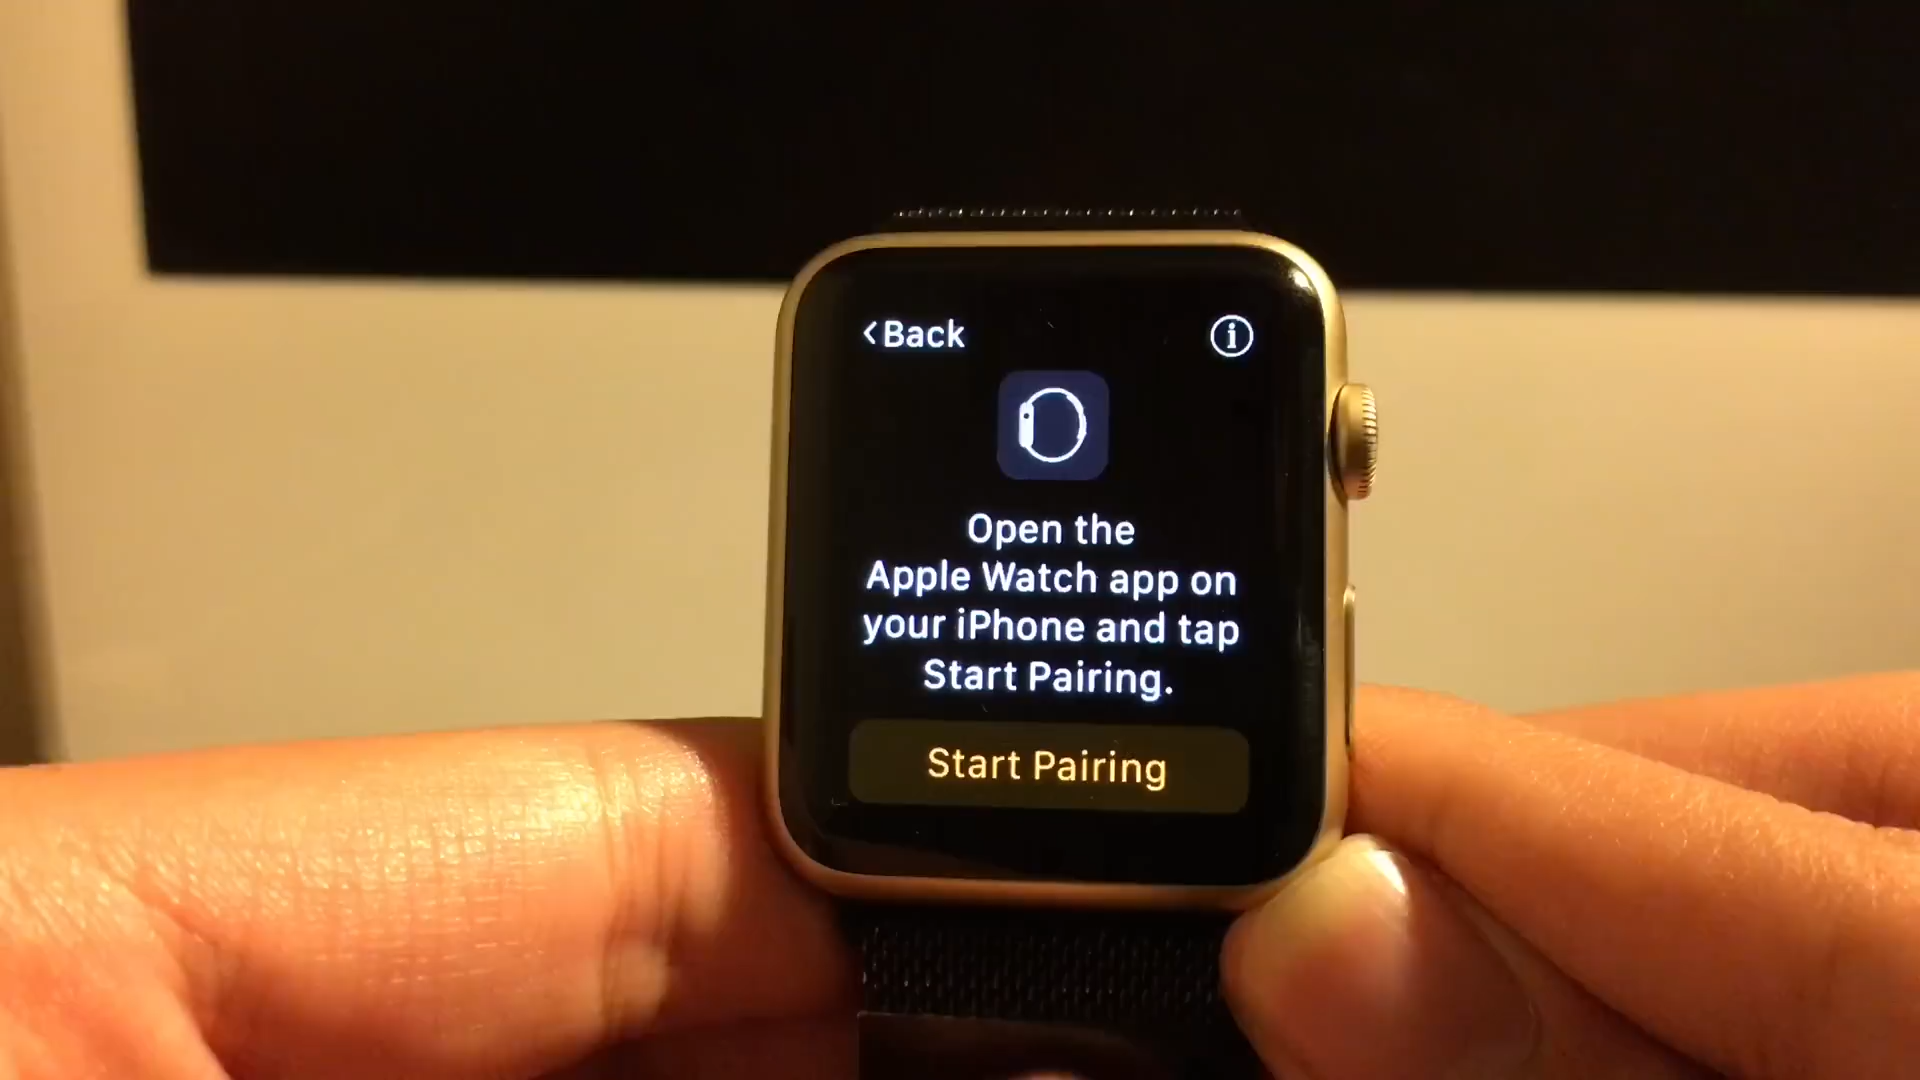 <Back
i
Open the
Apple Watch app on
your iPhone and tap
Start Pairing.
Start Pairing